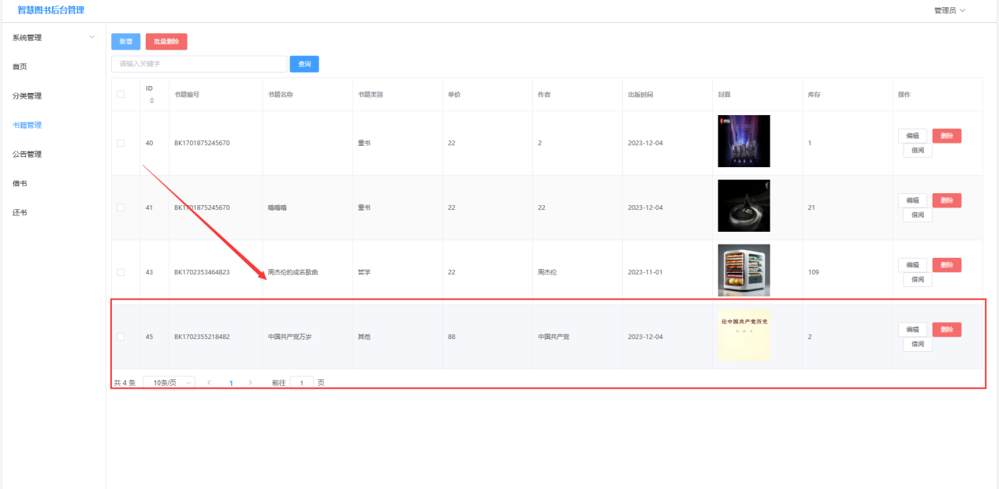 智慧图书后台管理
管理员
系统管理
首页
分类管理
书籍管理
公告管理
借书
还书
新增 批量删除
请输入关键字 查询
ID 书籍编号 书籍名称 书籍类别 单价 作者 出版时间 封面 库存 操作
40 BK1701875245670 童书 22 2 2023-12-04 1 编辑 删除
借阅
41 BK1701875245670 嘻嘻嘻 童书 22 22 2023-12-04 21 编辑 删除
借阅
43 BK1702353464823 周杰伦的成名歌曲 哲学 22 周杰伦 2023-11-01 109 编辑 删除
借阅
论中国共产党历史
45 BK1702355218482 中国共产党万岁 其他 88 中国共产党 2023-12-04 2 编辑 删除
借阅
共 4 条 10条/页 1 前往 1 页